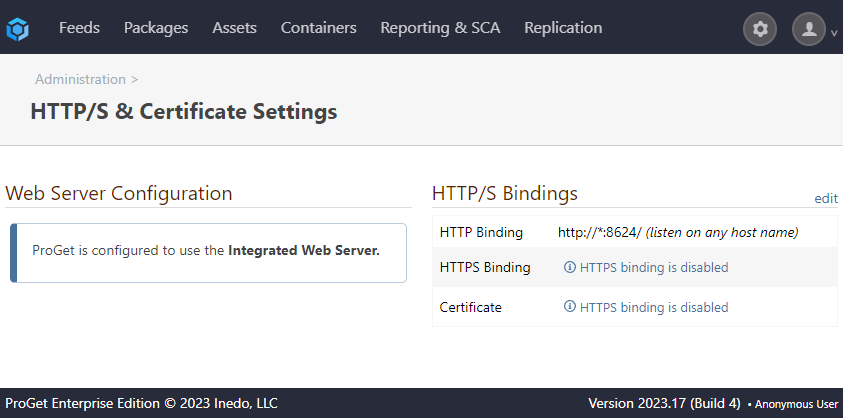 Feeds Packages Assets Containers Reporting & SCA Replication
Administration >
HTTP/S & Certificate Settings
Web Server Configuration
ProGet is configured to use the Integrated Web Server.
HTTP/S Bindings
edit
HTTP Binding http://*:8624/ (listen on any host name)
HTTPS Binding HTTPS binding is disabled
Certificate HTTPS binding is disabled
ProGet Enterprise Edition © 2023 Inedo, LLC
Version 2023.17 (Build 4) • Anonymous User